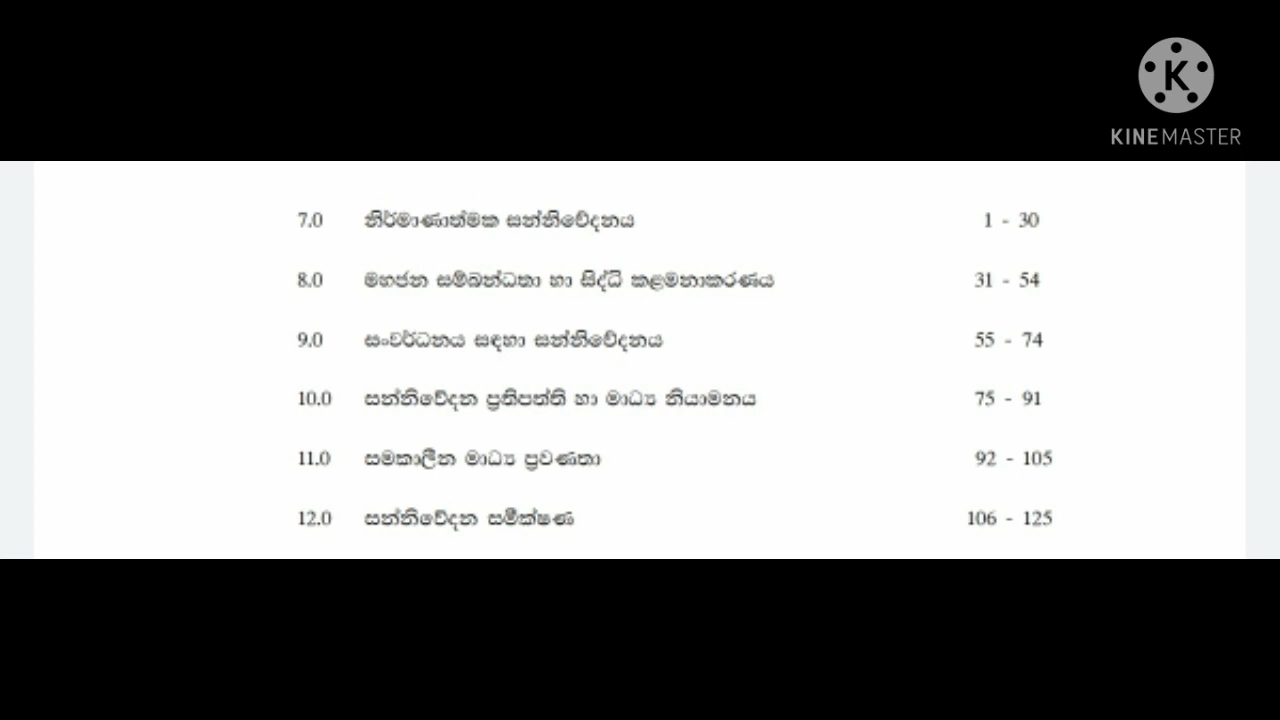 K
KINEMASTER
7.0 නිර්මාණාත්මක සන්නිවේදනය 1 - 30
8.0 මහජන සම්බන්ධතා හා සිද්ධි කළමනාකරණය 31 - 54
9.0 සංවර්ධනය සඳහා සන්නිවේදනය 55 - 74
10.0 සන්නිවේදන ප්‍රතිපත්ති හා මාධ්‍ය නියාමනය 75 - 91
11.0 සමකාලීන මාධ්‍ය ප්‍රවණතා 92 - 105
12.0 සන්නිවේදන සමීක්ෂණ 106 - 125